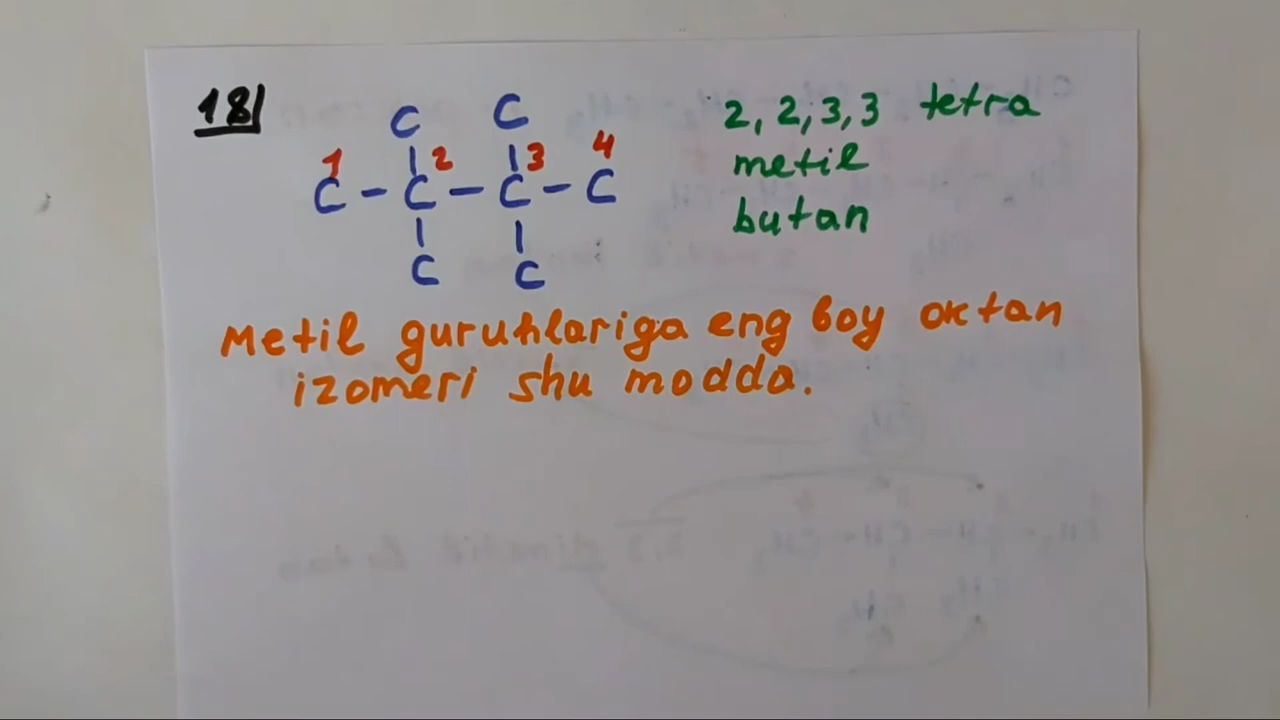 18
C C
1 2 3 4
C - C - C - C
C C
2, 2, 3, 3 tetra
metil
butan
Metil guruhlariga eng boy oktan
izomeri shu modda.